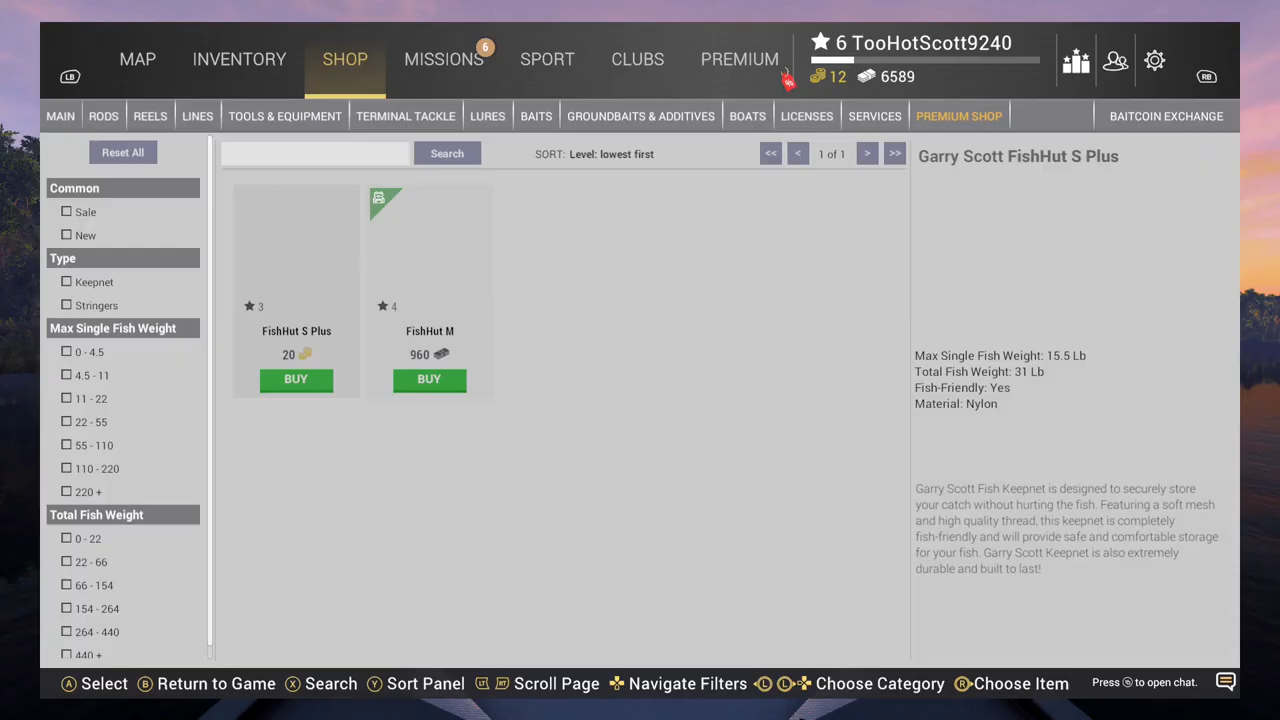 MAP INVENTORY SHOP MISSIONS 6 SPORT CLUBS PREMIUM
6 TooHotScott9240
12 6589
LB
RB
MAIN RODS REELS LINES TOOLS & EQUIPMENT TERMINAL TACKLE LURES BAITS GROUNDBAITS & ADDITIVES BOATS LICENSES SERVICES PREMIUM SHOP BAITCOIN EXCHANGE
Reset All
Common
Sale
New
Type
Keepnet
Stringers
Max Single Fish Weight
0 - 4.5
4.5 - 11
11 - 22
22 - 55
55 - 110
110 - 220
220 +
Total Fish Weight
0 - 22
22 - 66
66 - 154
154 - 264
264 - 440
440 +
Search SORT: Level: lowest first << < 1 of 1 > >>
3
FishHut S Plus
20
BUY
4
FishHut M
960
BUY
Garry Scott FishHut S Plus
Max Single Fish Weight: 15.5 Lb
Total Fish Weight: 31 Lb
Fish-Friendly: Yes
Material: Nylon
Garry Scott Fish Keepnet is designed to securely store
your catch without hurting the fish. Featuring a soft mesh
and high quality thread, this keepnet is completely
fish-friendly and will provide safe and comfortable storage
for your fish. Garry Scott Keepnet is also extremely
durable and built to last!
A Select B Return to Game X Search Y Sort Panel LT RT Scroll Page Navigate Filters L L Choose Category R Choose Item Press to open chat.